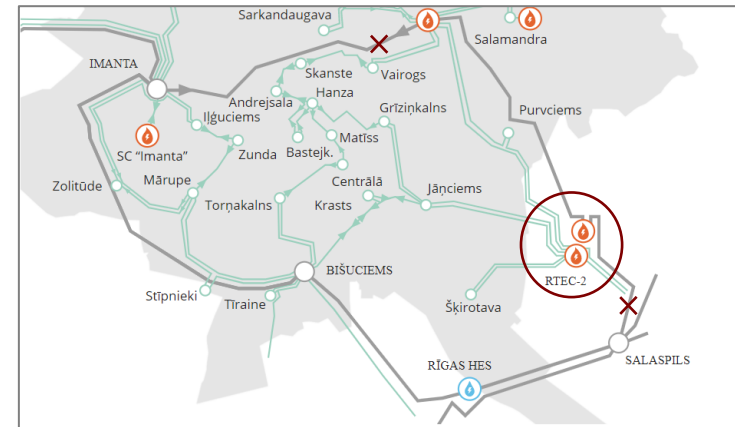 Sarkandaugava
Salamandra
IMANTA
Skanste
Vairogs
Andrejsala
Hanza
Grīziņkalns
Purvciems
Iļģuciems
SC "Imanta"
Bastejk.
Matīss
Zunda
Zolitūde
Mārupe
Centrālā
Jāņciems
Torņakalns
Krasts
BIŠUCIEMS
RTEC-2
Stīpnieki
Tīraine
Šķirotava
RĪGAS HES
SALASPILS